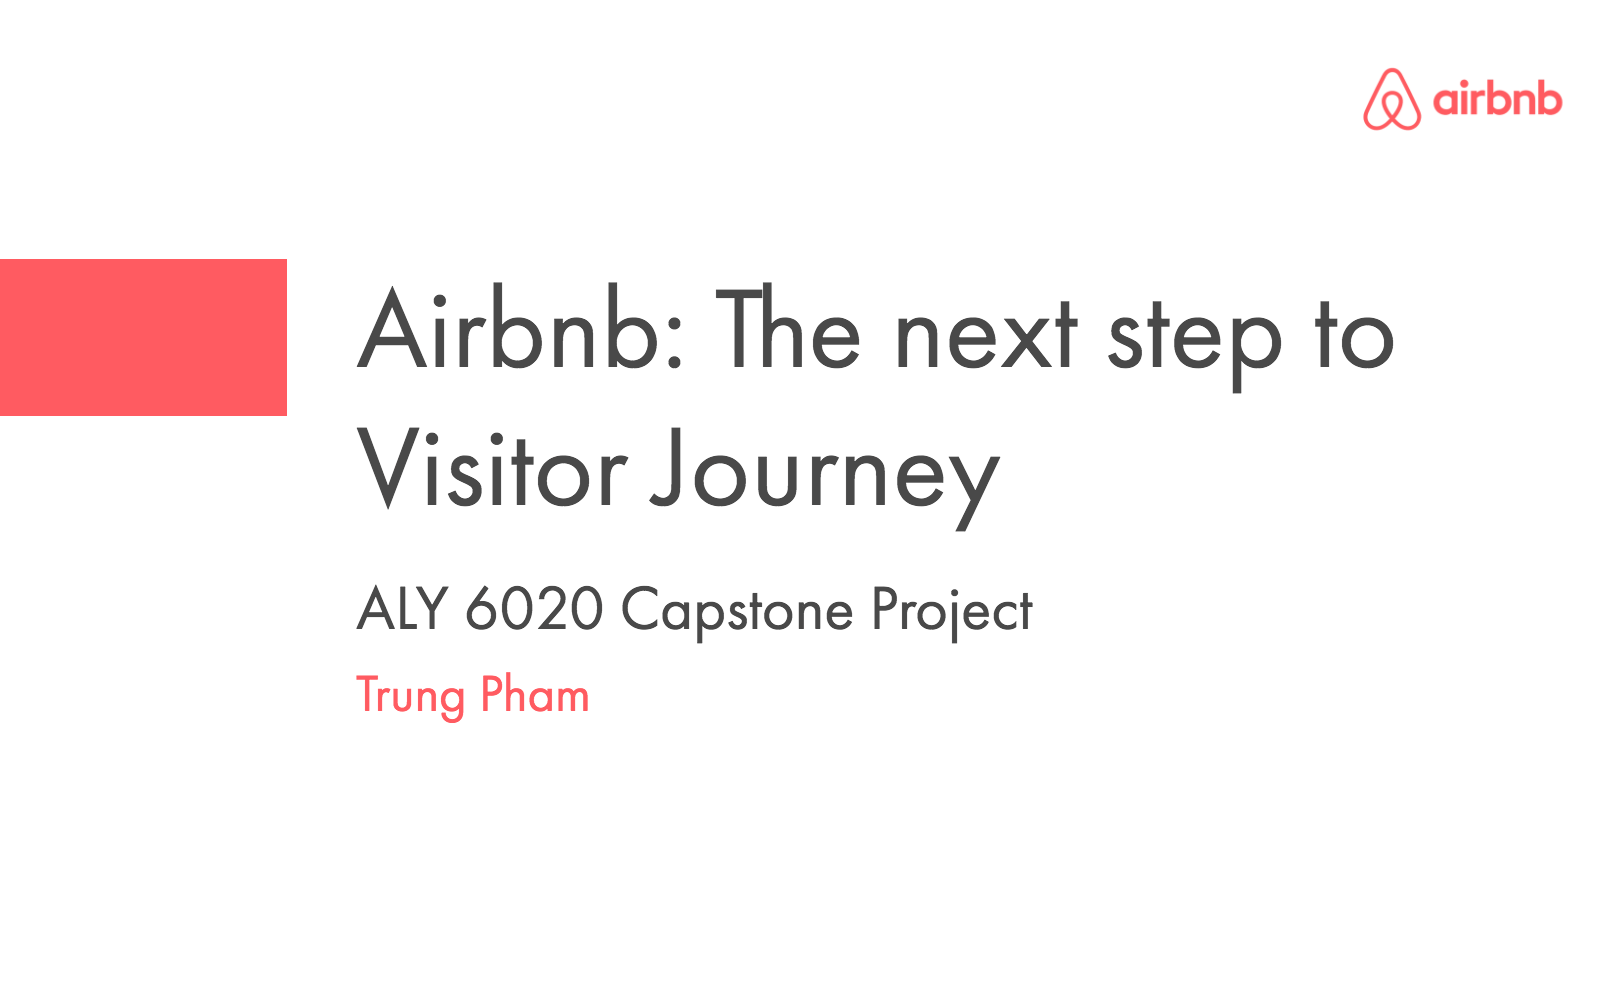 airbnb
Airbnb: The next step to
Visitor Journey
ALY 6020 Capstone Project
Trung Pham